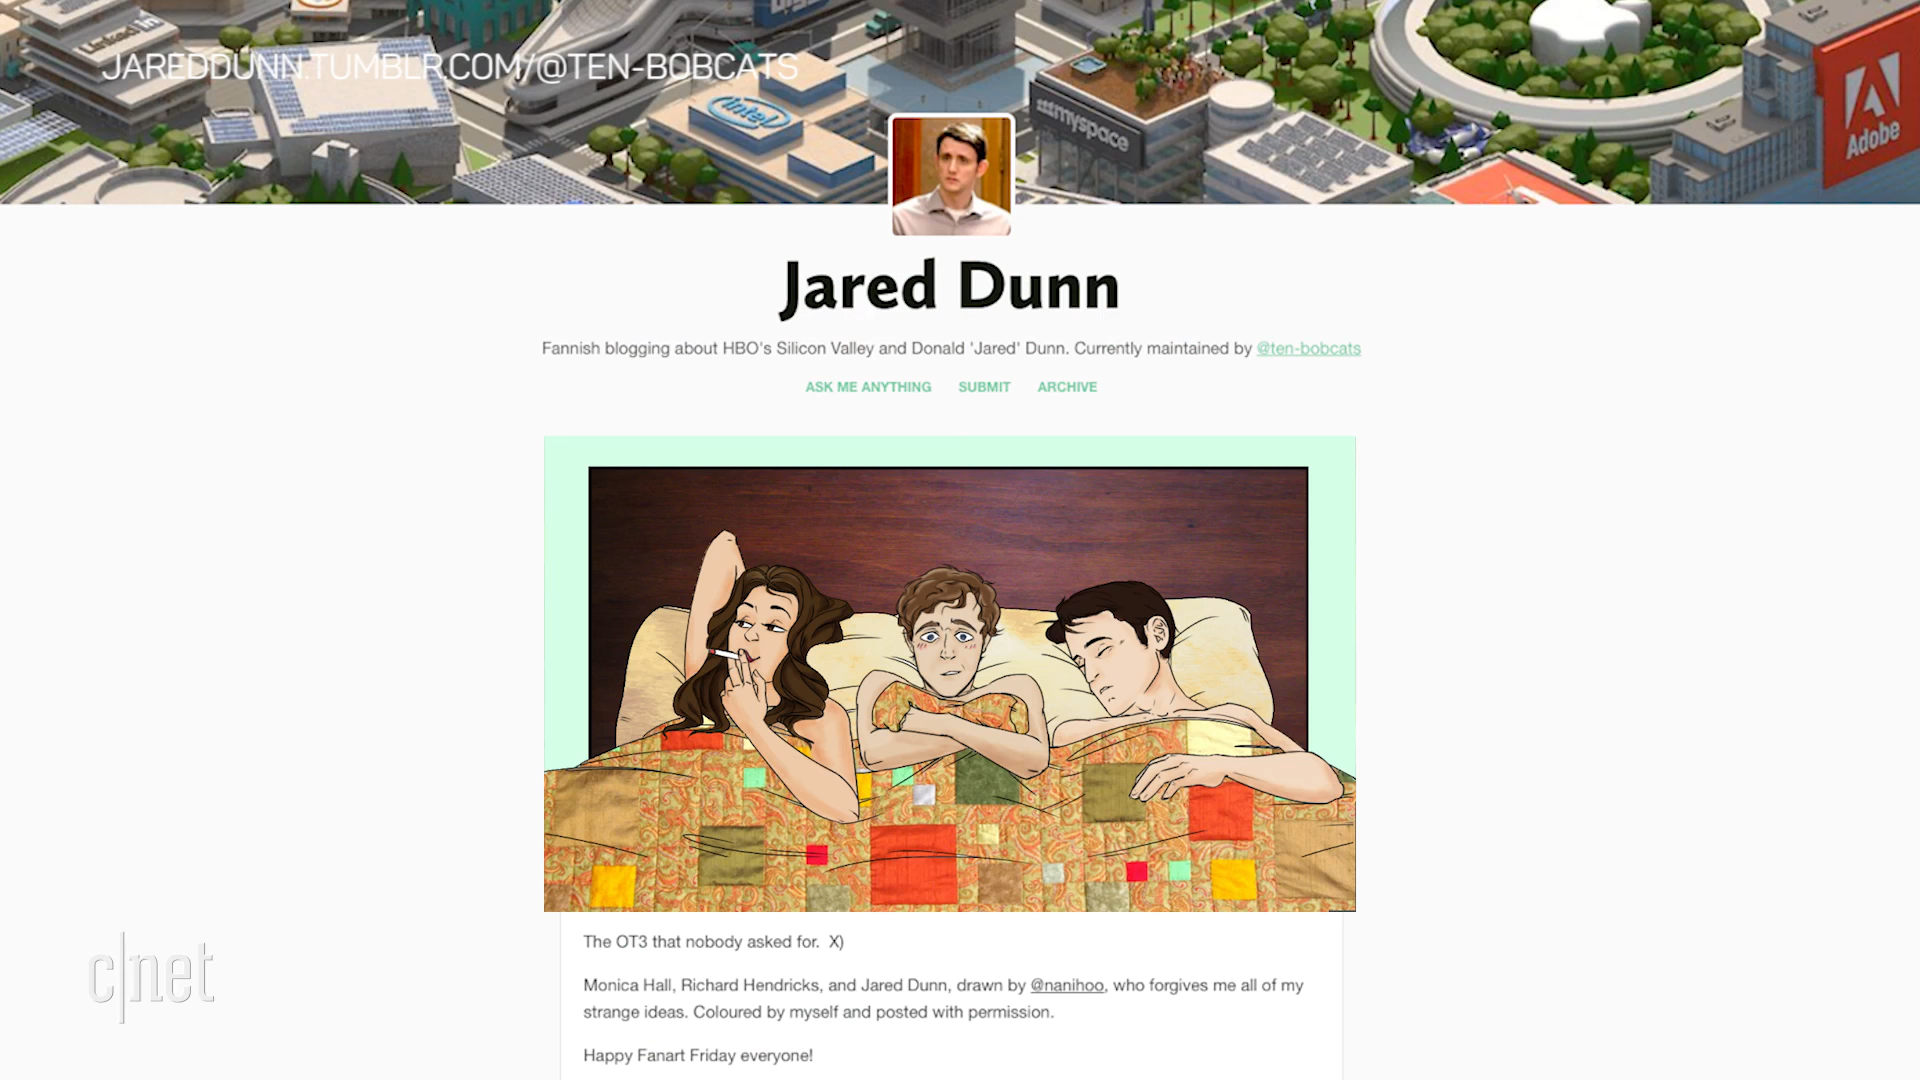 LinkedIn
JAREDDUNN.TUMBLR.COM/@TEN-BOBCATS
intel
myspace
Adobe
Jared Dunn
Fannish blogging about HBO's Silicon Valley and Donald 'Jared' Dunn. Currently maintained by @ten-bobcats
ASK ME ANYTHING SUBMIT ARCHIVE
The OT3 that nobody asked for. X)
Monica Hall, Richard Hendricks, and Jared Dunn, drawn by @nanihoo, who forgives me all of my
strange ideas. Coloured by myself and posted with permission.
Happy Fanart Friday everyone!
c|net